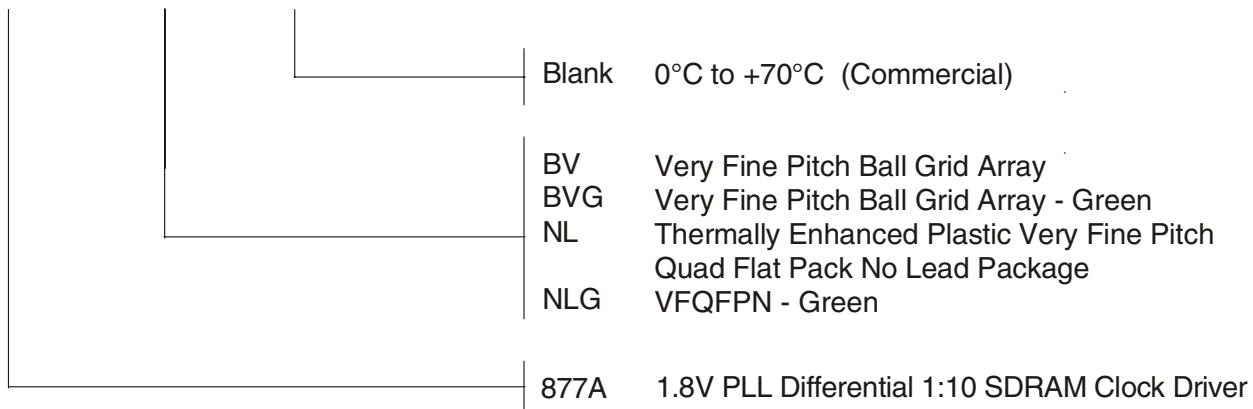 Blank 0°C to +70°C (Commercial)
BV Very Fine Pitch Ball Grid Array
BVG Very Fine Pitch Ball Grid Array - Green
NL Thermally Enhanced Plastic Very Fine Pitch
Quad Flat Pack No Lead Package
NLG VFQFPN - Green
877A 1.8V PLL Differential 1:10 SDRAM Clock Driver